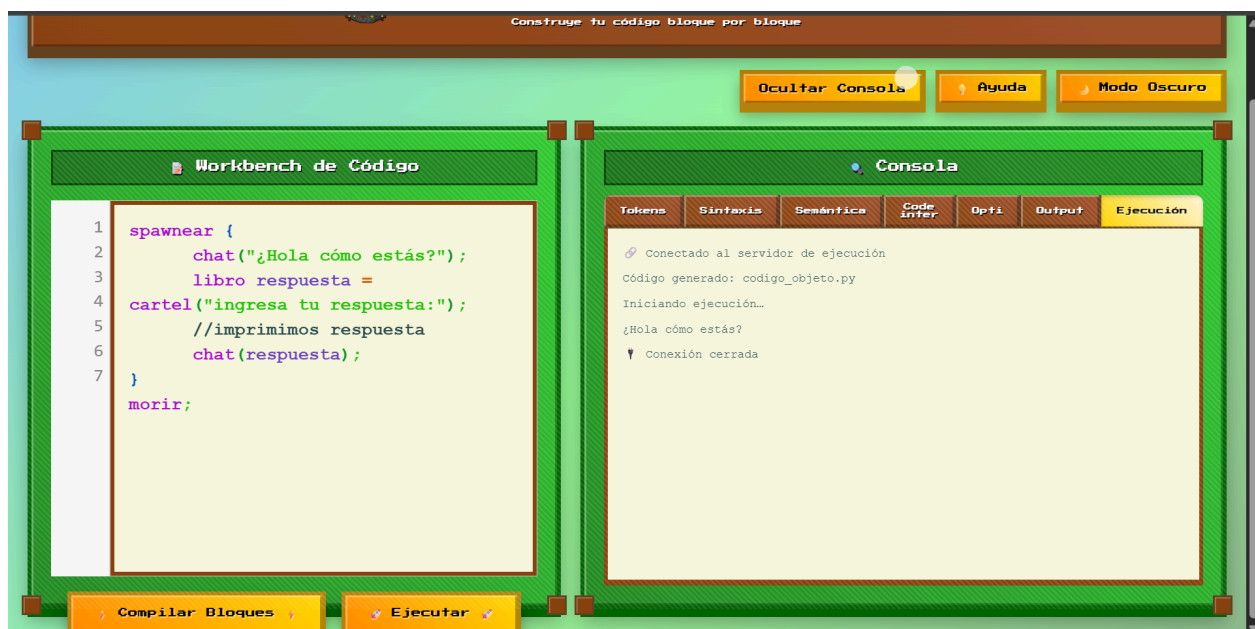 Construye tu código bloque por bloque
Ocultar Consola
Ayuda
Modo Oscuro
Workbench de Código
1
2
3
4
5
6
7
spawnear {
chat("¿Hola cómo estás?");
libro respuesta =
cartel("ingresa tu respuesta:");
//imprimimos respuesta
chat(respuesta);
}
morir;
Compilar Bloques
Ejecutar
Consola
Tokens
Sintaxis
Semántica
Code
inter
Opti
Output
Ejecución
Conectado al servidor de ejecución
Código generado: codigo_objeto.py
Iniciando ejecución…
¿Hola cómo estás?
Conexión cerrada